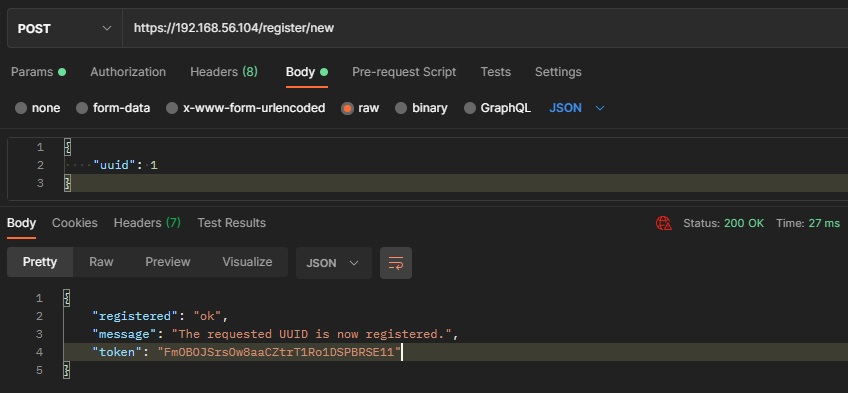 POST https://192.168.56.104/register/new
Params Authorization Headers (8) Body Pre-request Script Tests Settings
none form-data x-www-form-urlencoded raw binary GraphQL JSON
1 {
2 ····"uuid":·1
3 }
Body Cookies Headers (7) Test Results Status: 200 OK Time: 27 ms
Pretty Raw Preview Visualize JSON
1 {
2 "registered": "ok",
3 "message": "The requested UUID is now registered.",
4 "token": "FmOBOJSrsOw8aaCZtrT1Ro1DSPBRSE11"
5 }